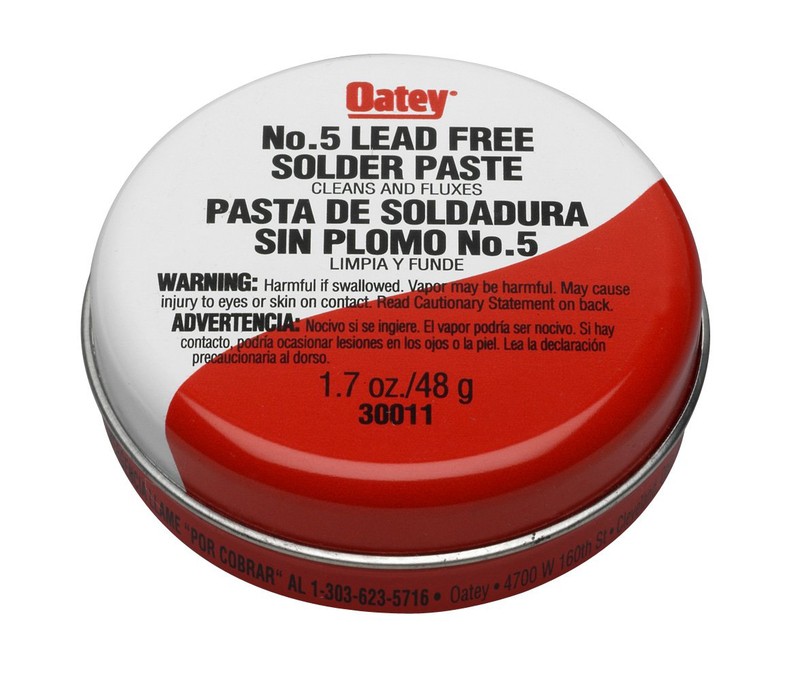 Oatey
No.5 LEAD FREE
SOLDER PASTE
CLEANS AND FLUXES
PASTA DE SOLDADURA
SIN PLOMO No.5
LIMPIA Y FUNDE
WARNING: Harmful if swallowed. Vapor may be harmful. May cause
injury to eyes or skin on contact. Read Cautionary Statement on back.
ADVERTENCIA: Nocivo si se ingiere. El vapor podría ser nocivo. Si hay
contacto, podría ocasionar lesiones en los ojos o la piel. Lea la declaración
precaucionaria al dorso.
1.7 oz./48 g
30011
LLAME "POR COBRAR" AL 1-303-623-5716 • Oatey • 4700 W 160th St •